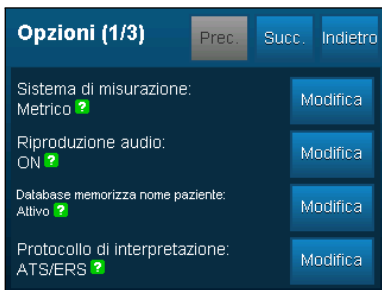 Opzioni (1/3) Prec. Succ. Indietro
Sistema di misurazione:
Metrico ? Modifica
Riproduzione audio:
ON ? Modifica
Database memorizza nome paziente:
Attivo ? Modifica
Protocollo di interpretazione:
ATS/ERS ? Modifica